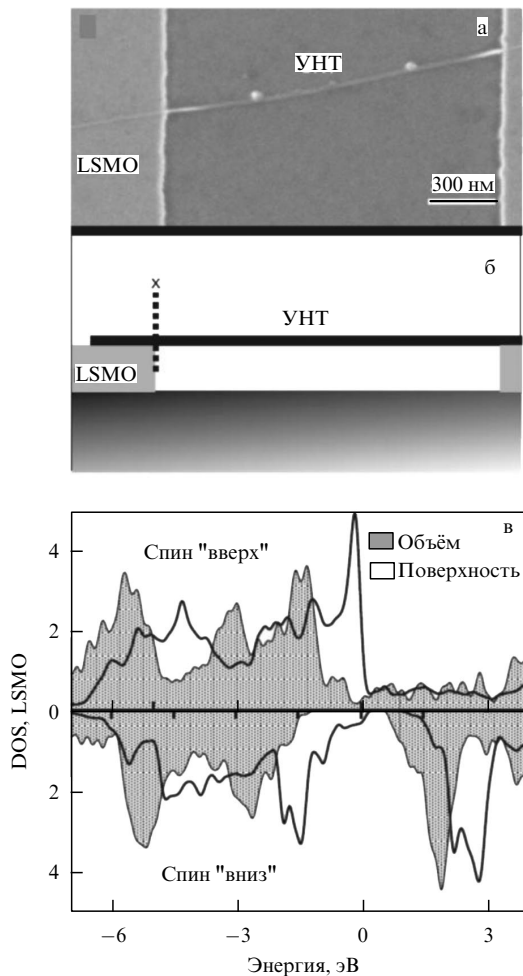 а
УНТ
LSMO
300 нм
б
x
УНТ
LSMO
в
Спин "вверх"
Объём
Поверхность
4
2
0
2
4
DOS, LSMO
Спин "вниз"
−6 −3 0 3
Энергия, эВ